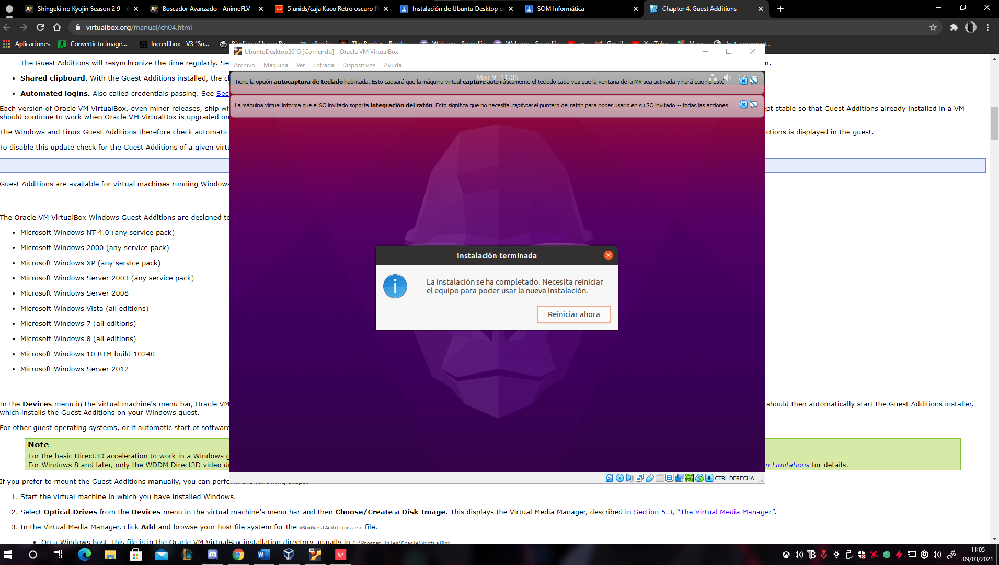 Shingeki no Kyojin Season 2 9 - A
Buscador Avanzado - AnimeFLV
5 unids/caja Kaco Retro oscuro P
Instalación de Ubuntu Desktop e
SOM Informática
Chapter 4. Guest Additions
virtualbox.org/manual/ch04.html
Aplicaciones
Convertir tu image...
Incredibox - V3 "Su...
Gmail
YouTube
Maps
Just a moment...
UbuntuDesktop2010 [Corriendo] - Oracle VM VirtualBox
Archivo Máquina Ver Entrada Dispositivos Ayuda
The Guest Additions will resynchronize the time regularly. Se
Mar 9 11:05
Tiene la opción autocaptura de teclado habilitada. Esto causará que la máquina virtual capture automáticamente el teclado cada vez que la ventana de la MV sea activada y hará que no esté
Shared clipboard. With the Guest Additions installed, the cl
Automated logins. Also called credentials passing. See Sec
La máquina virtual informa que el SO invitado soporta integración del ratón. Esto significa que no necesita capturar el puntero del ratón para poder usarlo en su SO invitado -- todas las acciones
Each version of Oracle VM VirtualBox, even minor releases, ship wit
ept stable so that Guest Additions already installed in a VM
should continue to work when Oracle VM VirtualBox is upgraded on
The Windows and Linux Guest Additions therefore check automatica
ctions is displayed in the guest.
To disable this update check for the Guest Additions of a given virtu
Guest Additions are available for virtual machines running Windows
The Oracle VM VirtualBox Windows Guest Additions are designed to
Microsoft Windows NT 4.0 (any service pack)
Microsoft Windows 2000 (any service pack)
Microsoft Windows XP (any service pack)
Microsoft Windows Server 2003 (any service pack)
Microsoft Windows Server 2008
Microsoft Windows Vista (all editions)
Microsoft Windows 7 (all editions)
Microsoft Windows 8 (all editions)
Microsoft Windows 10 RTM build 10240
Microsoft Windows Server 2012
Instalación terminada
La instalación se ha completado. Necesita reiniciar
el equipo para poder usar la nueva instalación.
Reiniciar ahora
In the Devices menu in the virtual machine's menu bar, Oracle VM
should then automatically start the Guest Additions installer,
which installs the Guest Additions on your Windows guest.
For other guest operating systems, or if automatic start of software
Note
For the basic Direct3D acceleration to work in a Windows g
For Windows 8 and later, only the WDDM Direct3D video dr
n Limitations for details.
CTRL DERECHA
If you prefer to mount the Guest Additions manually, you can perform the following steps:
1. Start the virtual machine in which you have installed Windows.
2. Select Optical Drives from the Devices menu in the virtual machine's menu bar and then Choose/Create a Disk Image. This displays the Virtual Media Manager, described in Section 5.3, “The Virtual Media Manager”.
3. In the Virtual Media Manager, click Add and browse your host file system for the VBoxGuestAdditions.iso file.
On a Windows host, this file is in the Oracle VM VirtualBox installation directory, usually in C:\Program files\Oracle\VirtualBox.
11:05
09/03/2021